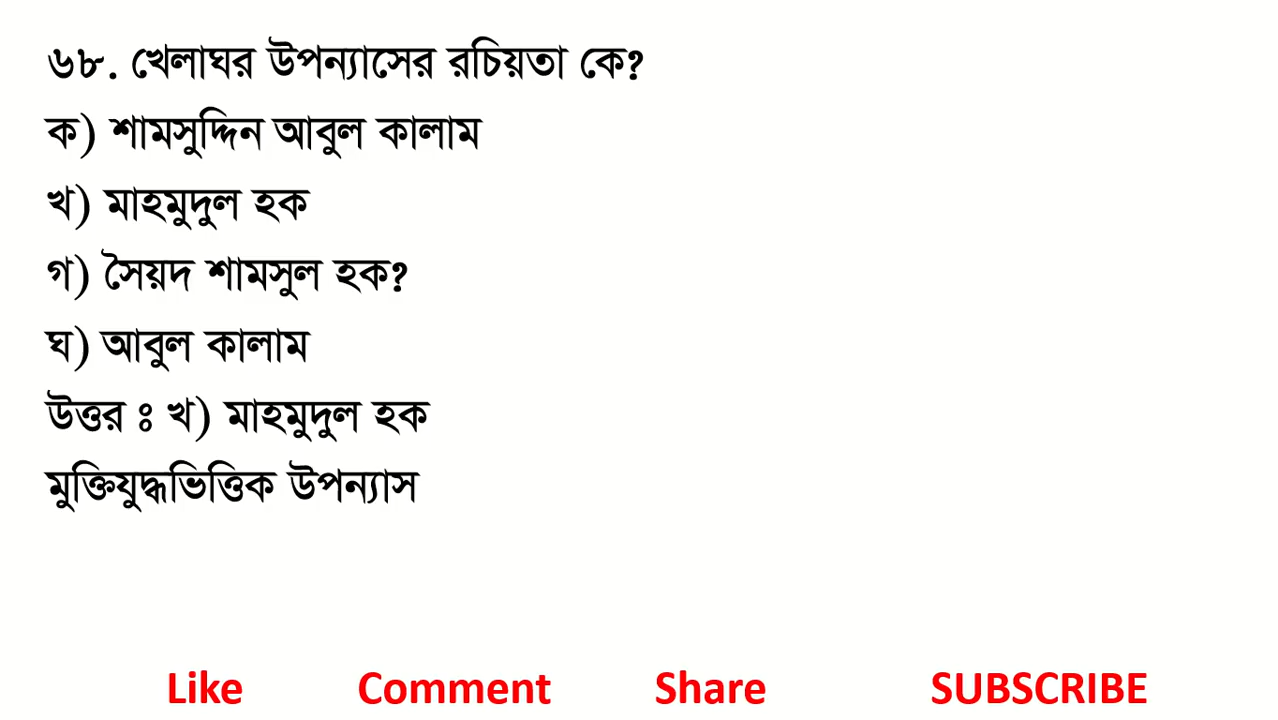 ৬৮. খেলাঘর উপন্যাসের রচিয়তা কে?
ক) শামসুদ্দিন আবুল কালাম
খ) মাহমুদুল হক
গ) সৈয়দ শামসুল হক?
ঘ) আবুল কালাম
উত্তর ঃ খ) মাহমুদুল হক
মুক্তিযুদ্ধভিত্তিক উপন্যাস
Like Comment Share SUBSCRIBE